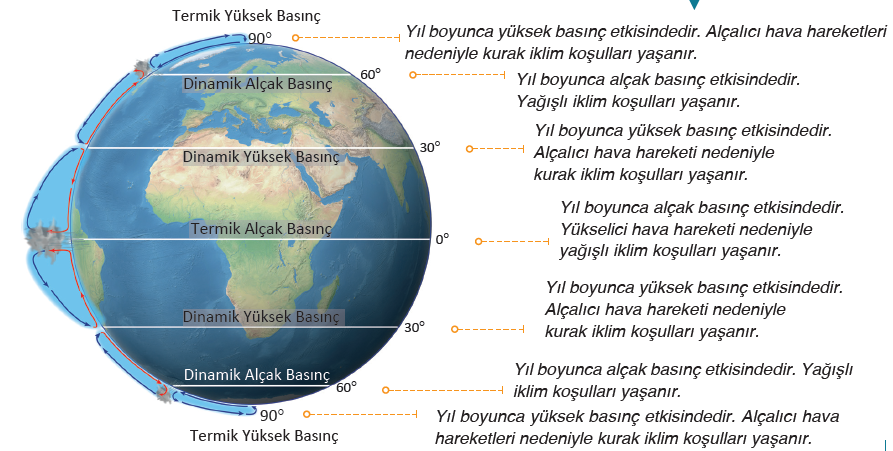 Termik Yüksek Basınç
90°
Yıl boyunca yüksek basınç etkisindedir. Alçalıcı hava hareketleri
nedeniyle kurak iklim koşulları yaşanır.
60°
Dinamik Alçak Basınç
Yıl boyunca alçak basınç etkisindedir.
Yağışlı iklim koşulları yaşanır.
30°
Dinamik Yüksek Basınç
Yıl boyunca yüksek basınç etkisindedir.
Alçalıcı hava hareketi nedeniyle
kurak iklim koşulları yaşanır.
Termik Alçak Basınç
0°
Yıl boyunca alçak basınç etkisindedir.
Yükselici hava hareketi nedeniyle
yağışlı iklim koşulları yaşanır.
Dinamik Yüksek Basınç
30°
Yıl boyunca yüksek basınç etkisindedir.
Alçalıcı hava hareketi nedeniyle
kurak iklim koşulları yaşanır.
Dinamik Alçak Basınç
60°
Yıl boyunca alçak basınç etkisindedir. Yağışlı
iklim koşulları yaşanır.
90°
Termik Yüksek Basınç
Yıl boyunca yüksek basınç etkisindedir. Alçalıcı hava
hareketleri nedeniyle kurak iklim koşulları yaşanır.